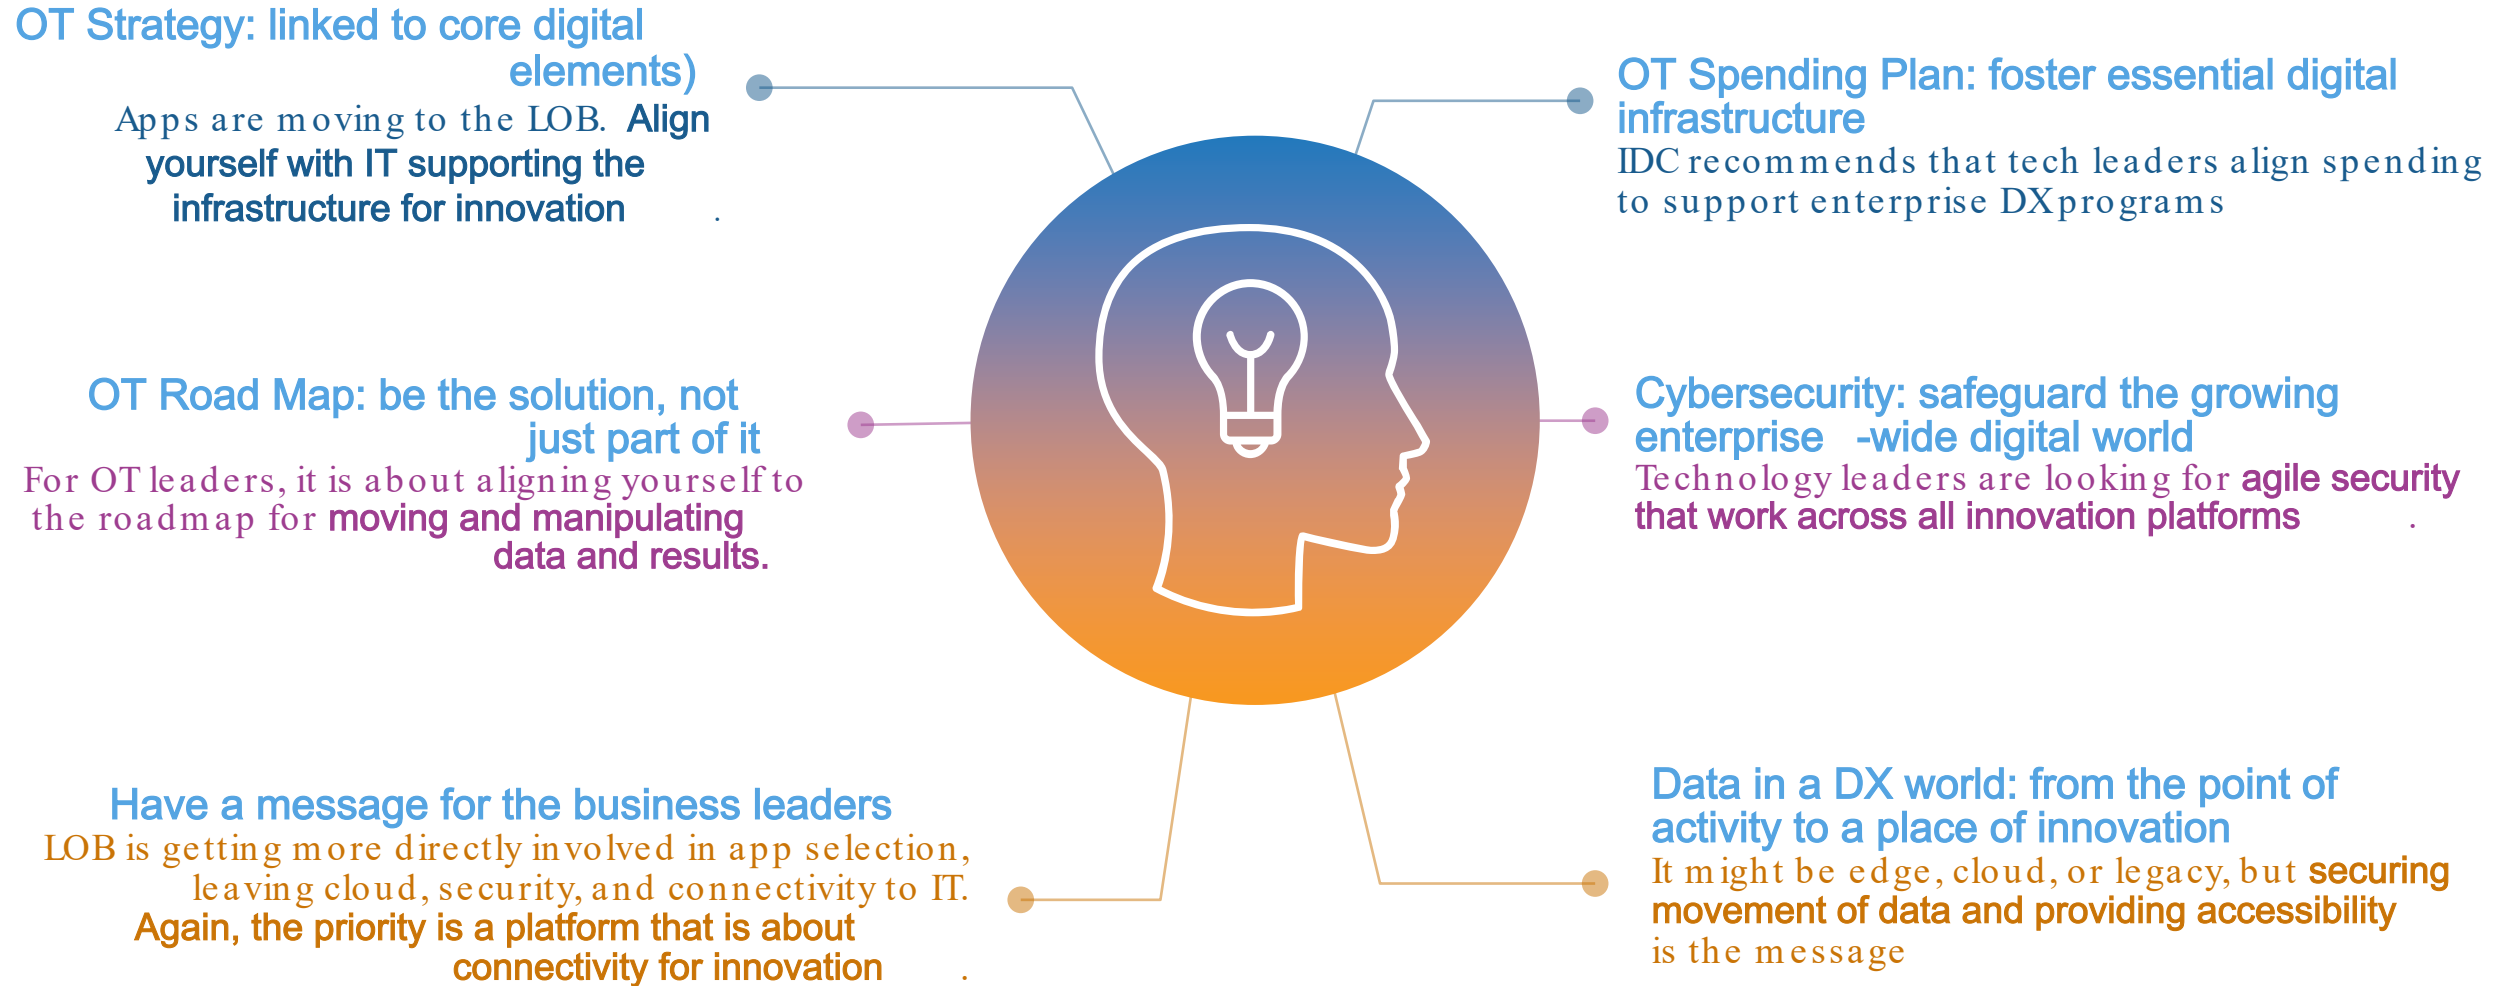 OT Strategy: linked to core digital
elements)
Apps are moving to the LOB. Align
yourself with IT supporting the
infrastructure for innovation .
OT Road Map: be the solution, not
just part of it
For OT leaders, it is about aligning yourself to
the roadmap for moving and manipulating
data and results.
Have a message for the business leaders
LOB is getting more directly involved in app selection,
leaving cloud, security, and connectivity to IT.
Again, the priority is a platform that is about
connectivity for innovation .
OT Spending Plan: foster essential digital
infrastructure
IDC recommends that tech leaders align spending
to support enterprise DX programs
Cybersecurity: safeguard the growing
enterprise -wide digital world
Technology leaders are looking for agile security
that work across all innovation platforms .
Data in a DX world: from the point of
activity to a place of innovation
It might be edge, cloud, or legacy, but securing
movement of data and providing accessibility
is the message